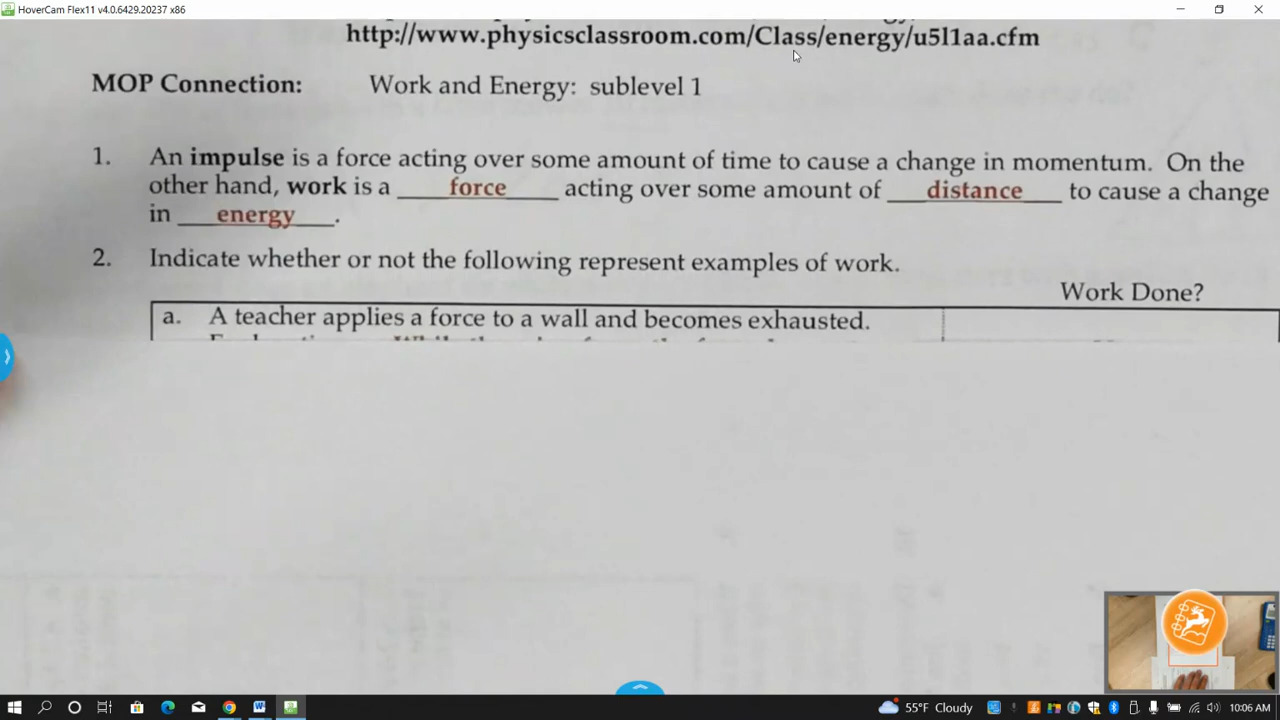 HoverCam Flex11 v4.0.6429.20237 x86
http://www.physicsclassroom.com/Class/energy/u5l1aa.cfm
MOP Connection: Work and Energy: sublevel 1
1. An impulse is a force acting over some amount of time to cause a change in momentum. On the
other hand, work is a force acting over some amount of distance to cause a change
in energy.
2. Indicate whether or not the following represent examples of work.
Work Done?
a. A teacher applies a force to a wall and becomes exhausted.
55°F Cloudy
10:06 AM